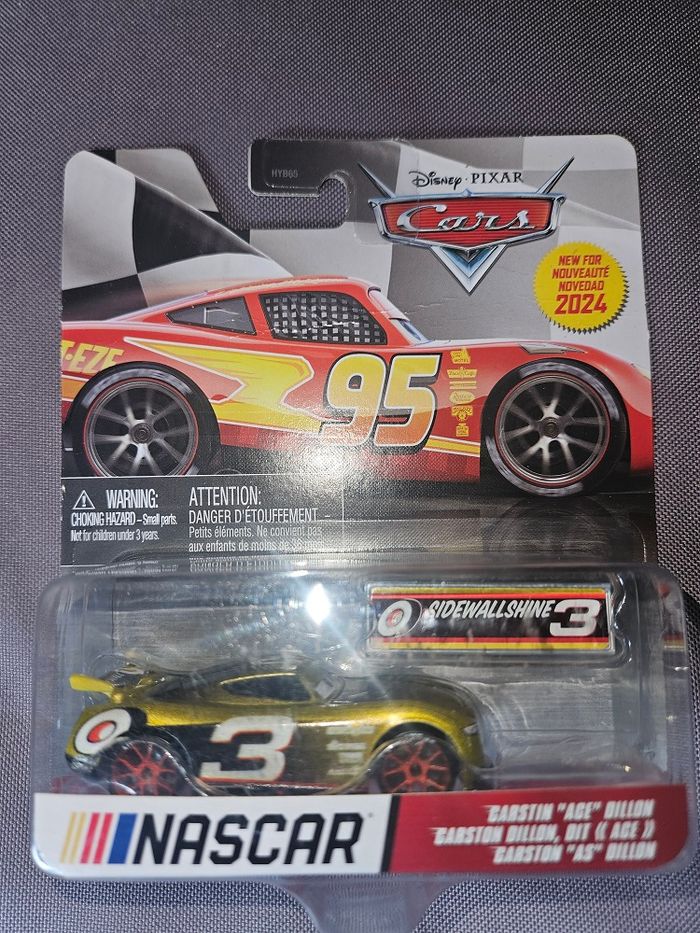 HYB65
DISNEY · PIXAR
Cars
NEW FOR
NOUVEAUTÉ
NOVEDAD
2024
T-EZE
95
WARNING:
CHOKING HAZARD – Small parts.
Not for children under 3 years.
ATTENTION:
DANGER D'ÉTOUFFEMENT –
Petits éléments. Ne convient pas
aux enfants de moins de 36 mois.
SIDEWALLSHINE 3
3
NASCAR
CARSTIN "ACE" DILLON
CARSTON DILLON, DIT (( ACE ))
CARSTON "AS" DILLON